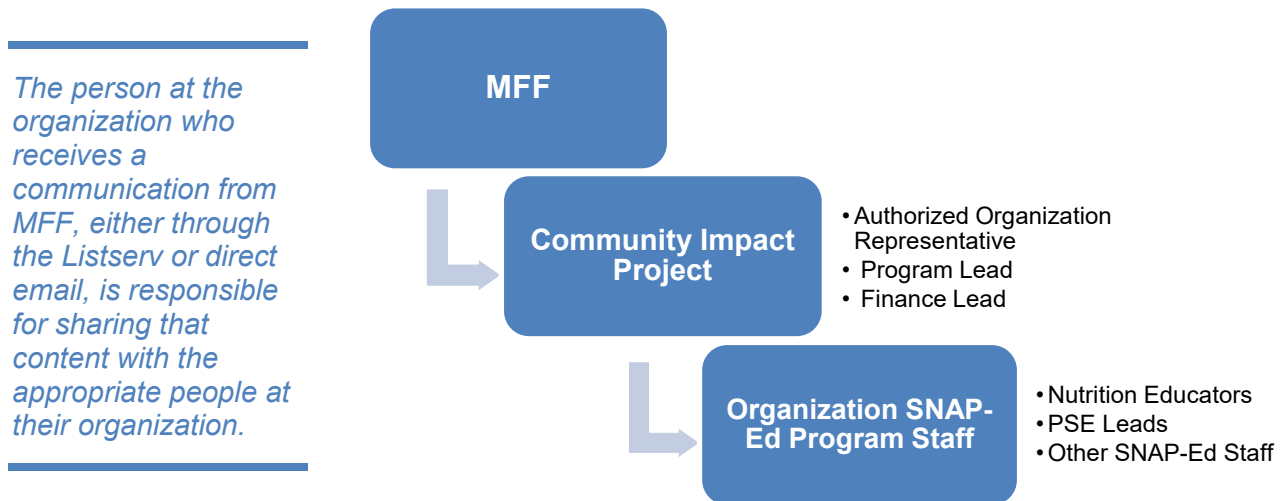 The person at the
organization who
receives a
communication from
MFF, either through
the Listserv or direct
email, is responsible
for sharing that
content with the
appropriate people at
their organization.
MFF
Community Impact
Project
• Authorized Organization
Representative
• Program Lead
• Finance Lead
Organization SNAP-
Ed Program Staff
• Nutrition Educators
• PSE Leads
• Other SNAP-Ed Staff